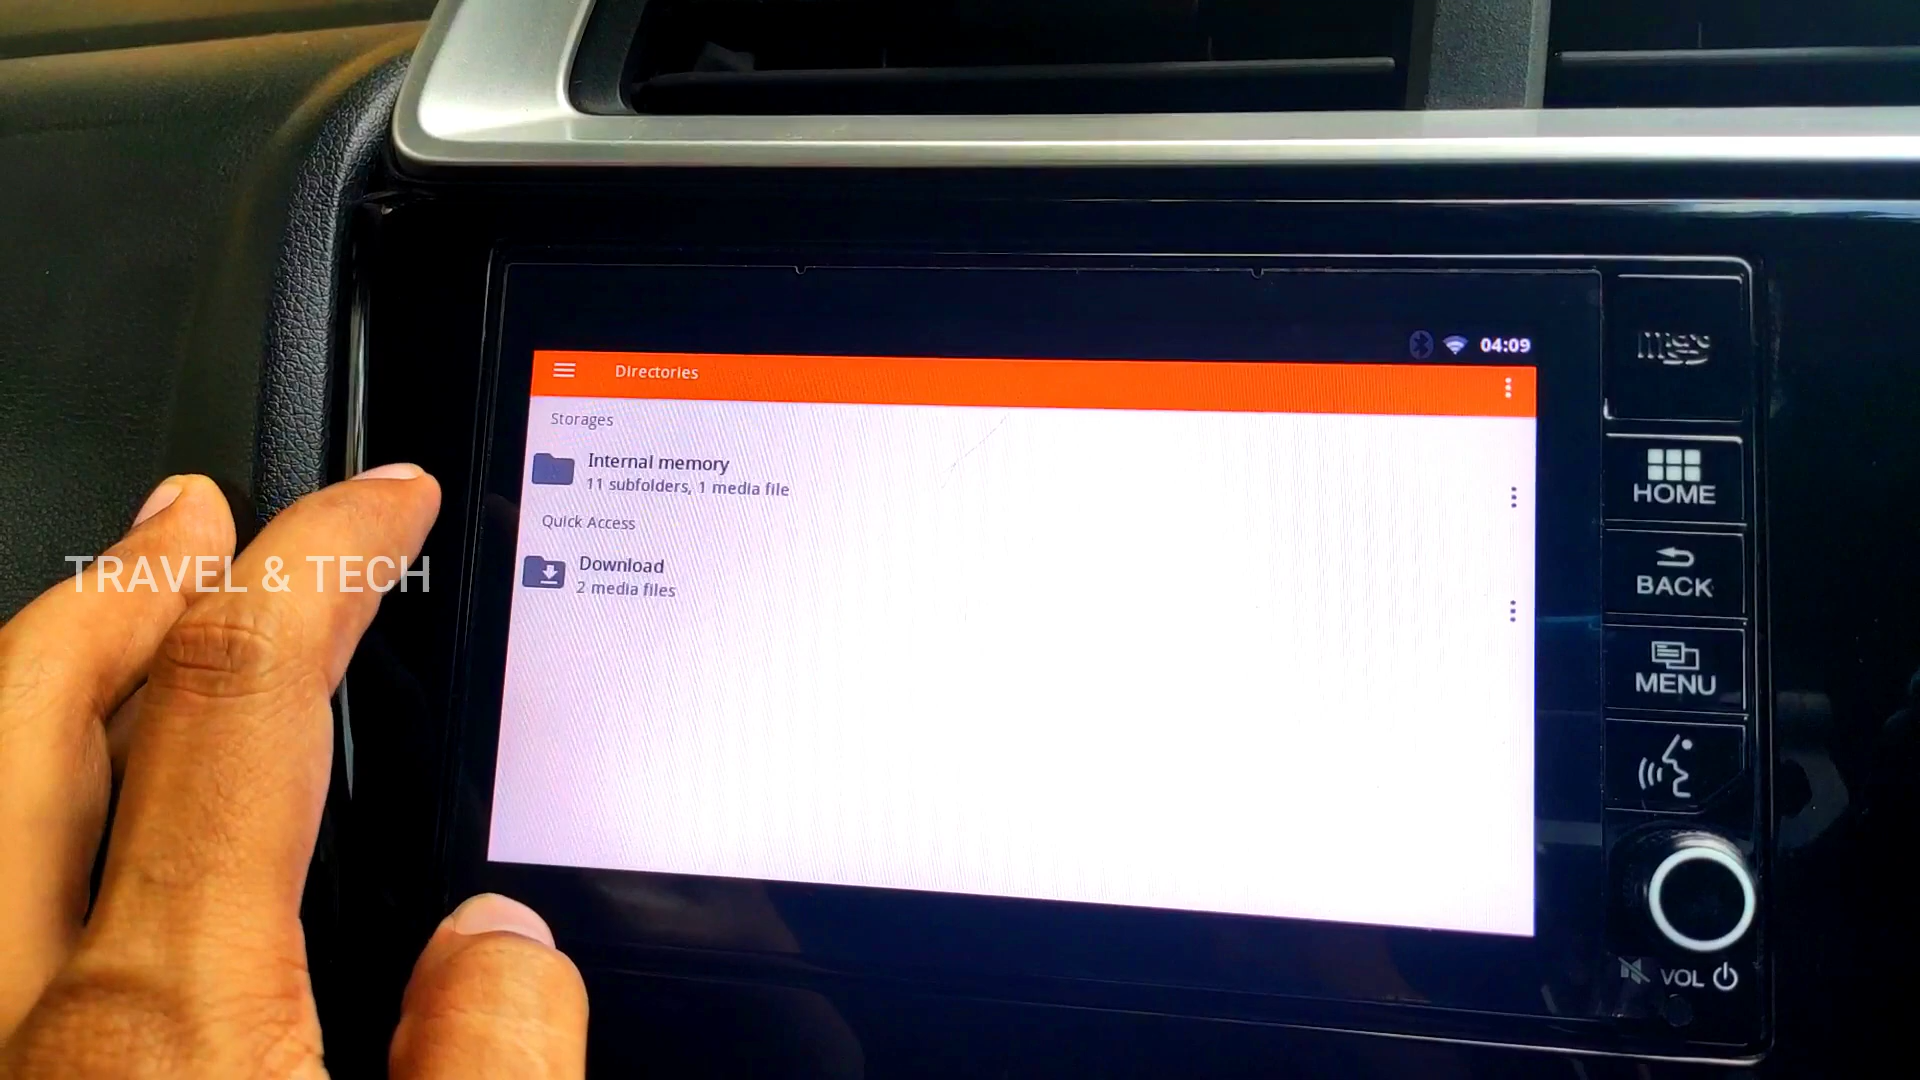 04:09
Directories
Storages
Internal memory
11 subfolders, 1 media file
Quick Access
Download
2 media files
micro
HOME
BACK
MENU
VOL
TRAVEL & TECH